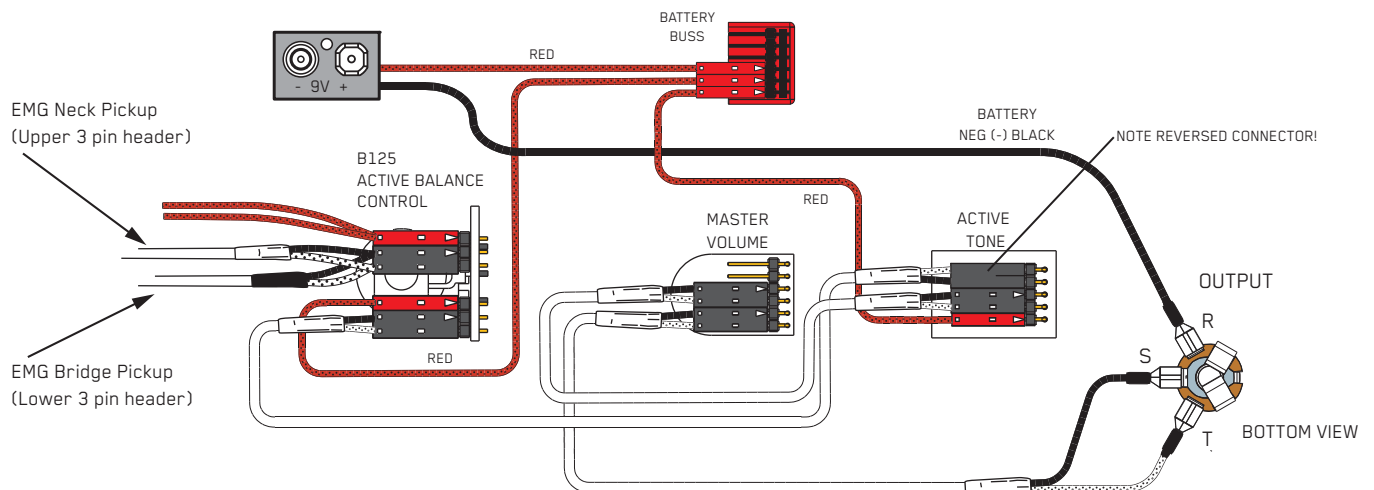 BATTERY
BUSS
RED
- 9V +
EMG Neck Pickup
(Upper 3 pin header)
BATTERY
NEG (-) BLACK
NOTE REVERSED CONNECTOR!
B125
ACTIVE BALANCE
CONTROL
RED
MASTER
VOLUME
ACTIVE
TONE
OUTPUT
R
S
RED
EMG Bridge Pickup
(Lower 3 pin header)
T
BOTTOM VIEW